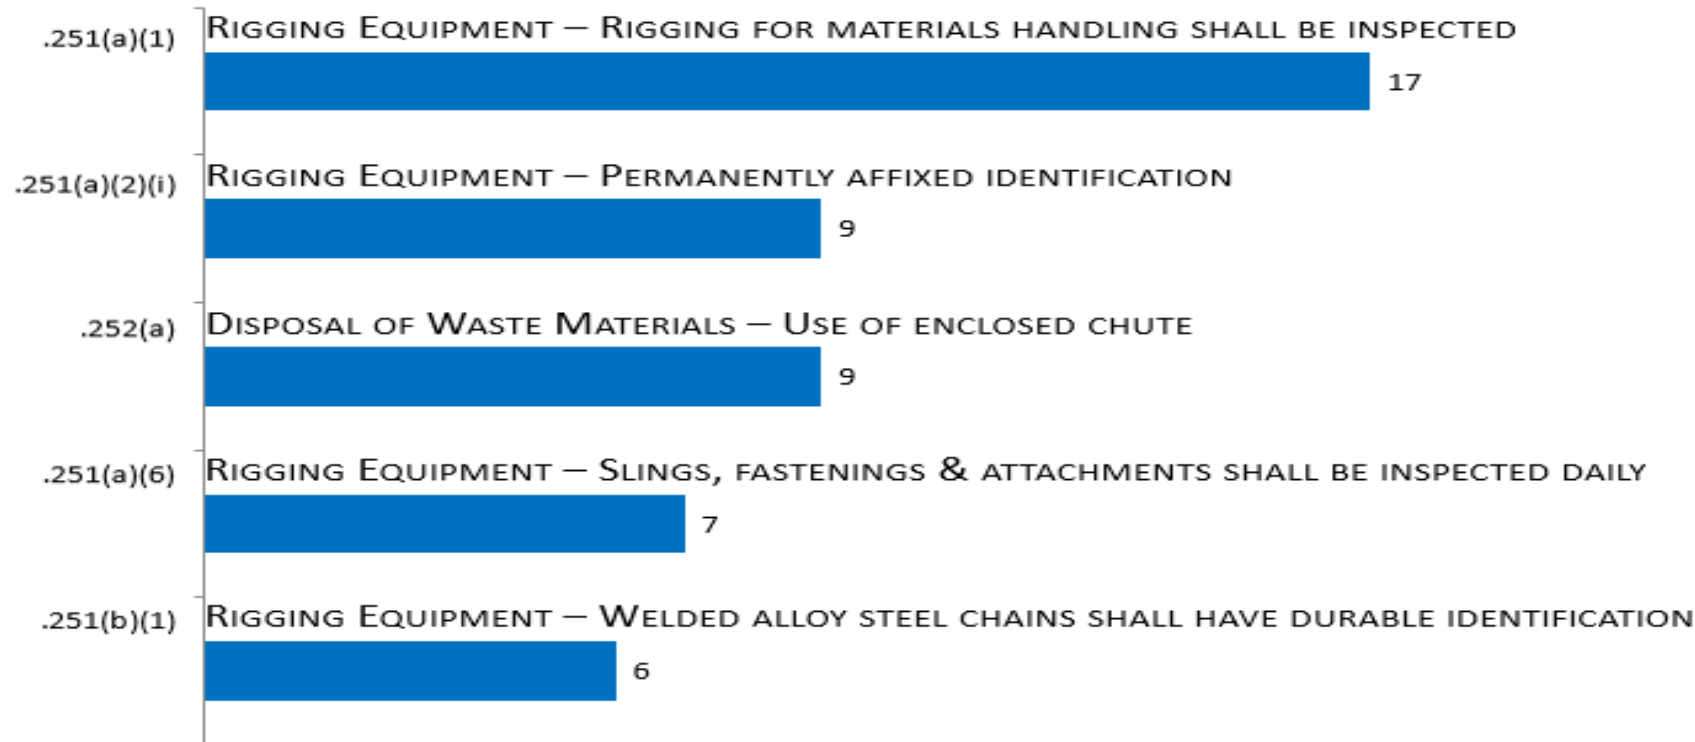 .251(a)(1) Rigging Equipment – Rigging for materials handling shall be inspected
17
.251(a)(2)(i) Rigging Equipment – Permanently affixed identification
9
.252(a) Disposal of Waste Materials – Use of enclosed chute
9
.251(a)(6) Rigging Equipment – Slings, fastenings & attachments shall be inspected daily
7
.251(b)(1) Rigging Equipment – Welded alloy steel chains shall have durable identification
6